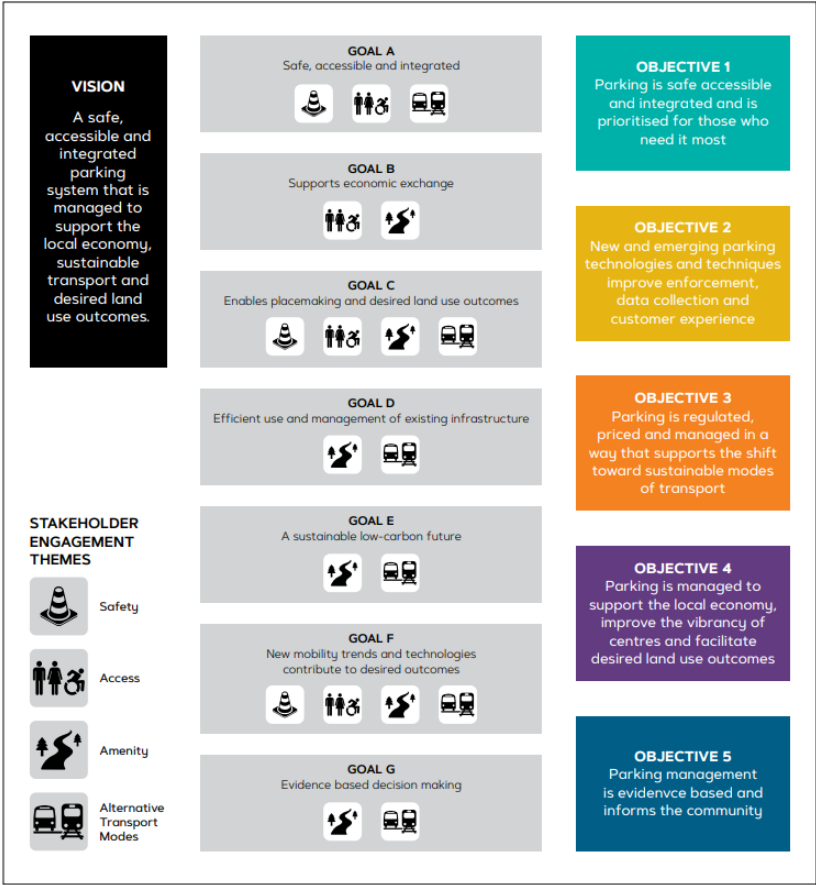 VISION
A safe,
accessible and
integrated
parking
system that is
managed to
support the
local economy,
sustainable
transport and
desired land
use outcomes.
STAKEHOLDER
ENGAGEMENT
THEMES
Safety
Access
Amenity
Alternative
Transport
Modes
GOAL A
Safe, accessible and integrated
GOAL B
Supports economic exchange
GOAL C
Enables placemaking and desired land use outcomes
GOAL D
Efficient use and management of existing infrastructure
GOAL E
A sustainable low-carbon future
GOAL F
New mobility trends and technologies
contribute to desired outcomes
GOAL G
Evidence based decision making
OBJECTIVE 1
Parking is safe accessible
and integrated and is
prioritised for those who
need it most
OBJECTIVE 2
New and emerging parking
technologies and techniques
improve enforcement,
data collection and
customer experience
OBJECTIVE 3
Parking is regulated,
priced and managed in a
way that supports the shift
toward sustainable modes
of transport
OBJECTIVE 4
Parking is managed to
support the local economy,
improve the vibrancy of
centres and facilitate
desired land use outcomes
OBJECTIVE 5
Parking management
is evidenvce based and
informs the community